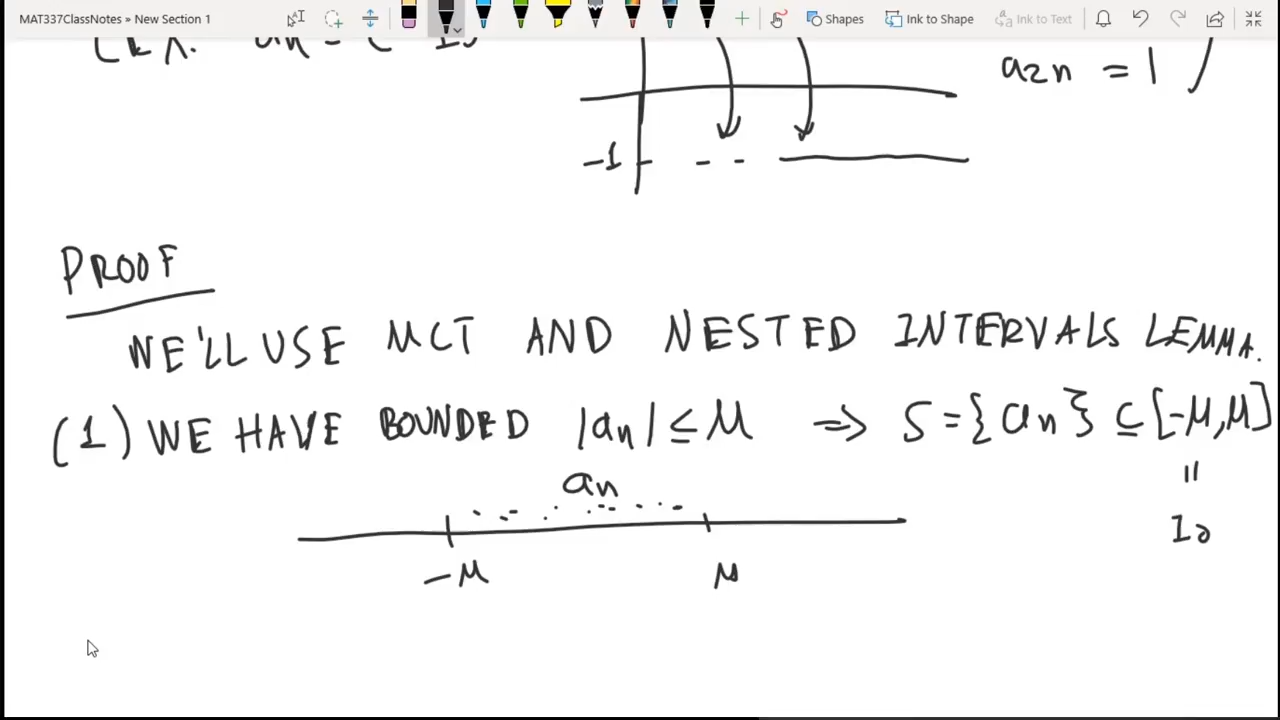 MAT337ClassNotes » New Section 1
Shapes
Ink to Shape
Ink to Text
a2n = 1
-1
PROOF
WE'LL USE MCT AND NESTED INTERVALS LEMMA.
(1) WE HAVE BOUNDED |an| ≤ M ⇒ S = {an} ⊆ [-M, M]
an
"
I0
-M
M